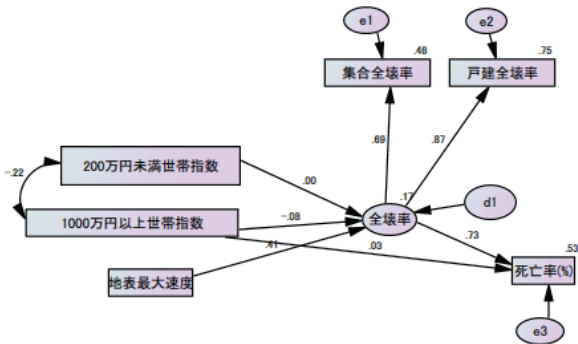 e1
e2
.48
.75
集合全壊率
戸建全壊率
.69
.87
-.22
200万円未満世帯指数
.00
.17
d1
1000万円以上世帯指数
-.08
全壊率
.41
.03
.73
.53
地表最大速度
死亡率(%)
e3